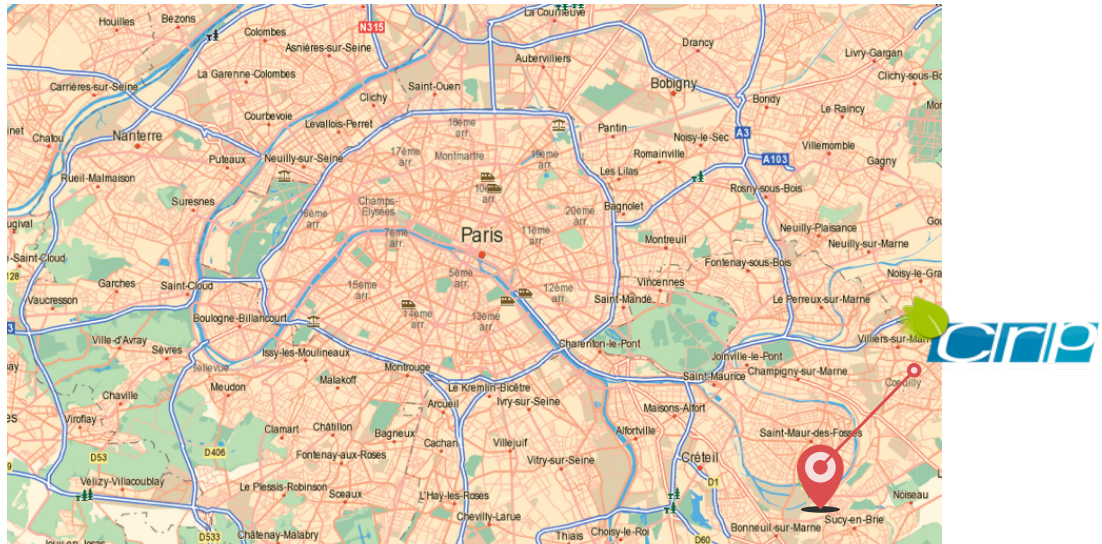 La Courneuve
Houilles
Bezons
N315
Colombes
Asnières-sur-Seine
Drancy
Livry-Gargan
Aubervilliers
La Garenne-Colombes
Saint-Ouen
Bobigny
Clichy-sous-Bo
Carrières-sur-Seine
Clichy
Bondy
Le Raincy
Mon
Courbevoie
Levallois-Perret
18ème
arr.
Pantin
A3
Nanterre
Noisy-le-Sec
Villemomble
Chatou
17ème
arr.
Montmartre
19ème
arr.
Romainville
A103
Gagny
Puteaux
Neuilly-sur-Seine
Les Lilas
Rueil-Malmaison
10ème
arr.
Rosny-sous-Bois
Suresnes
Champs-
Elysées
16ème
arr.
20ème
arr.
Bagnolet
ougival
7ème
arr.
Paris
11ème
arr.
Montreuil
Neuilly-Plaisance
Neuilly-sur-Marne
Gou
-Saint-Cloud
Fontenay-sous-Bois
128
Garches
Saint-Cloud
5ème
arr.
Vincennes
Noisy-le-Gra
15ème
arr.
12ème
arr.
Vaucresson
Saint-Mandé
Le Perreux-sur-Marne
14ème
arr.
13ème
arr.
Boulogne-Billancourt
3
Ville-d'Avray
Sèvres
Charenton-le-Pont
Villiers-sur-Mar
crp
Issy-les-Moulineaux
Joinville-le-Pont
Bellevue
Montrouge
Saint-Maurice
Champigny-sur-Marne
Meudon
Malakoff
Le Kremlin-Bicêtre
Coeuilly
Chaville
Arcueil
Ivry-sur-Seine
Maisons-Alfort
Viroflay
Clamart
Châtillon
Bagneux
Cachan
Villejuif
Alfortville
Saint-Maur-des-Fossés
D53
D406
Fontenay-aux-Roses
Vitry-sur-Seine
Créteil
Vélizy-Villacoublay
Le Plessis-Robinson
Sceaux
L'Haÿ-les-Roses
D1
Noiseau
Chevilly-Larue
Sucy-en-Brie
Bonneuil-sur-Marne
D533
Châtenay-Malabry
Thiais
Choisy-le-Roi
D60
Jouy-en-Josas